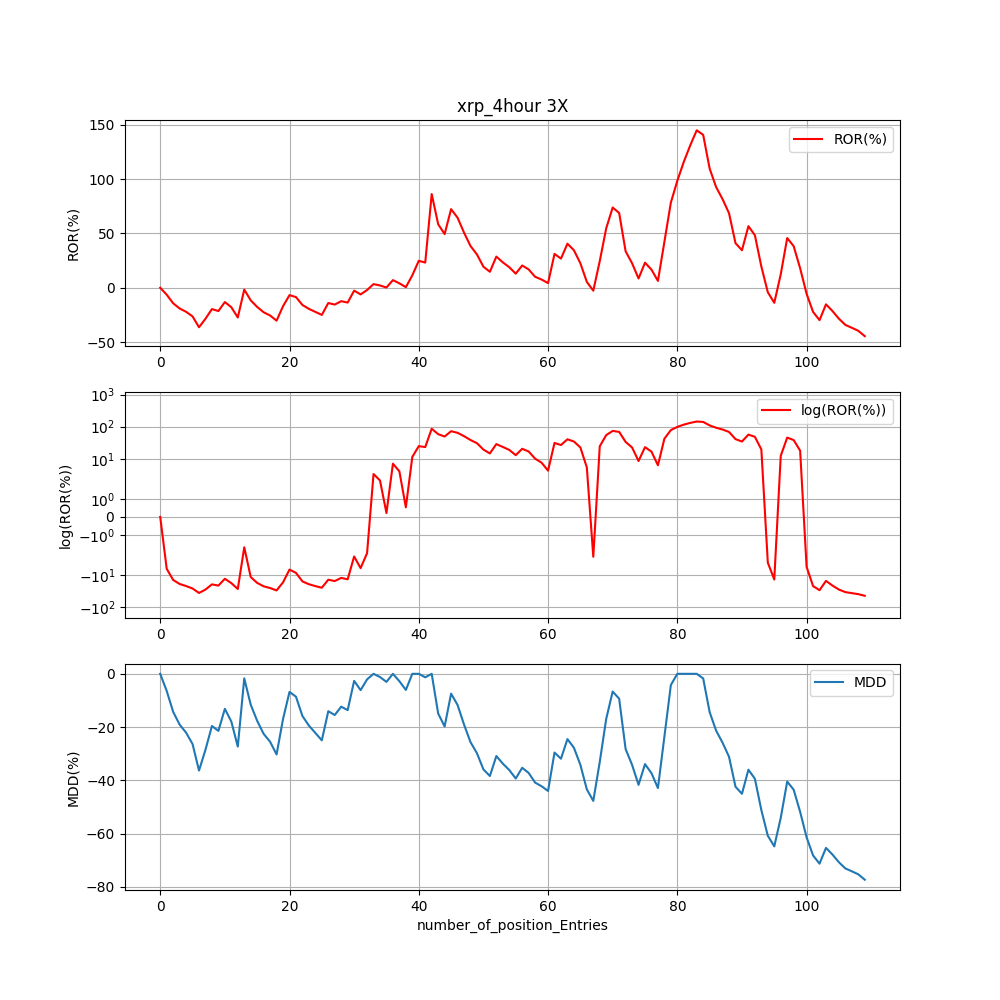 xrp_4hour 3X
ROR(%)
150
100
50
0
−50
ROR(%)
0 20 40 60 80 100
log(ROR(%))
10³
10²
10¹
10⁰
0
−10⁰
−10¹
−10²
log(ROR(%))
0 20 40 60 80 100
MDD(%)
0
−20
−40
−60
−80
MDD
0 20 40 60 80 100
number_of_position_Entries